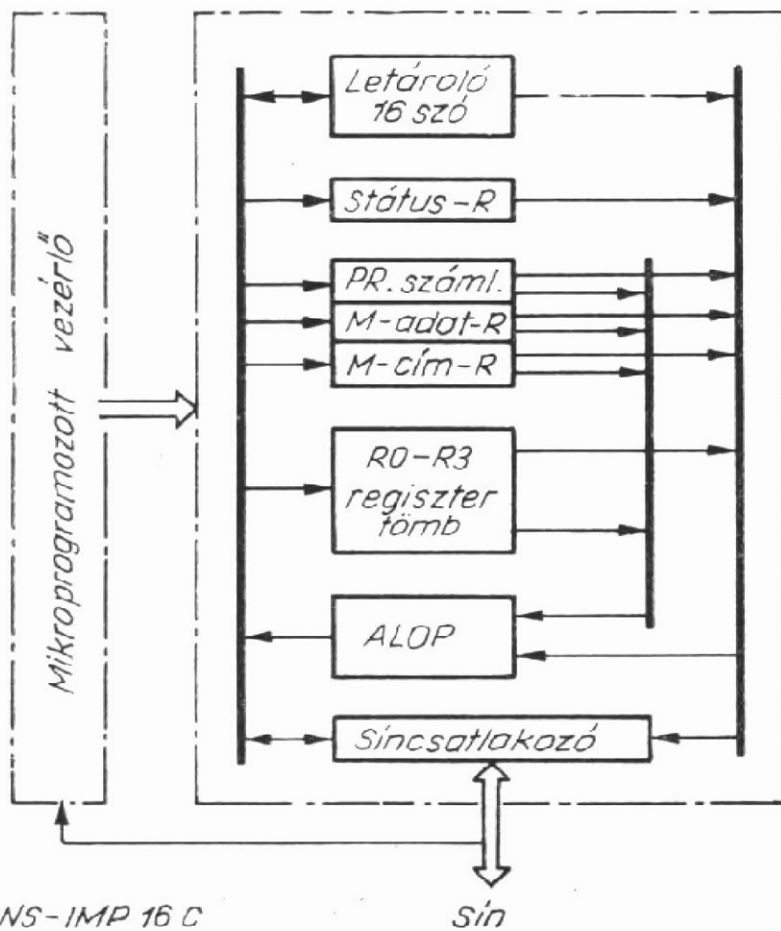 Mikroprogramozott vezérlő
Letároló
16 szó
Státus-R
PR. száml.
M-adat-R
M-cím-R
R0-R3
regiszter
tömb
ALOP
Síncsatlakozó
NS-IMP 16 C
sín